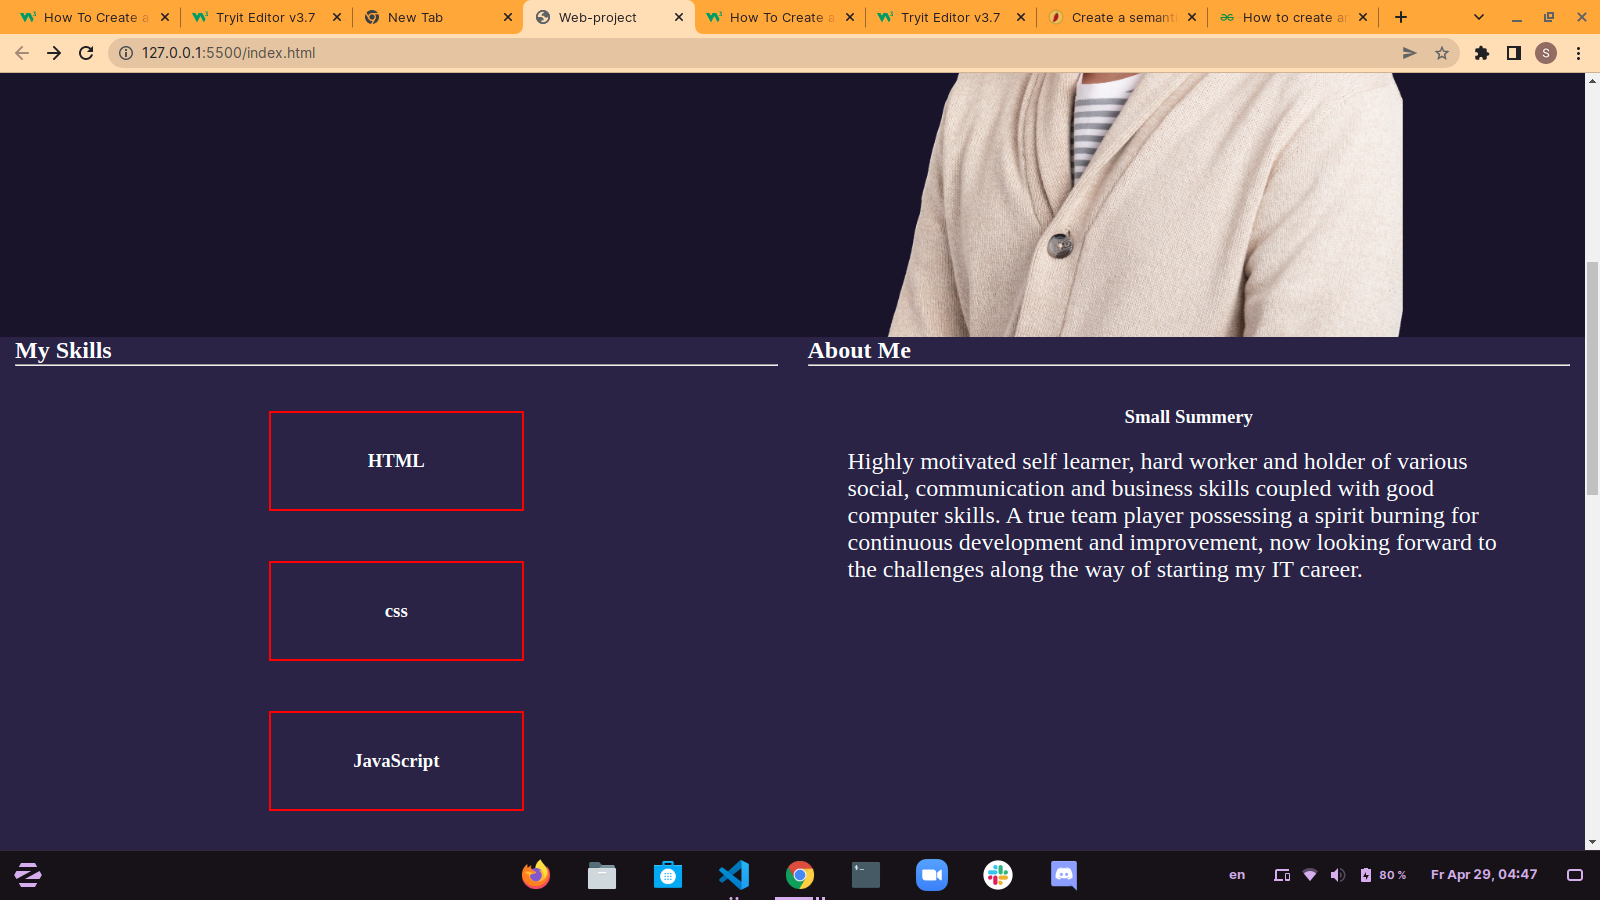 How To Create a
Tryit Editor v3.7
New Tab
Web-project
How To Create a
Tryit Editor v3.7
Create a semant
How to create an
127.0.0.1:5500/index.html
S
My Skills
About Me
HTML
css
JavaScript
Small Summery
Highly motivated self learner, hard worker and holder of various
social, communication and business skills coupled with good
computer skills. A true team player possessing a spirit burning for
continuous development and improvement, now looking forward to
the challenges along the way of starting my IT career.
en
80 %
Fr Apr 29, 04:47